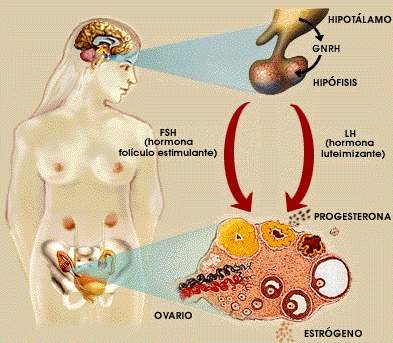 HIPOTÁLAMO
GNRH
HIPÓFISIS
FSH
(hormona
folículo estimulante)
LH
(hormona
luteimizante)
PROGESTERONA
OVARIO
ESTRÓGENO